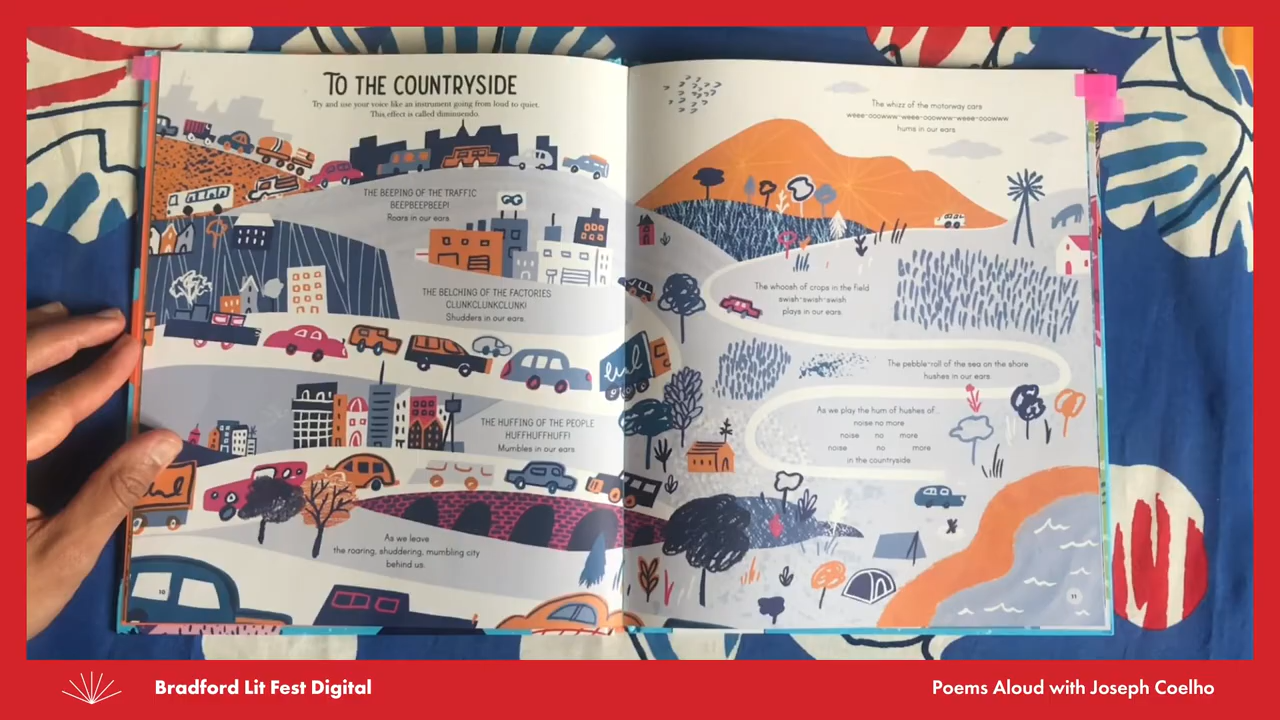 TO THE COUNTRYSIDE
Try and use your voice like an instrument going from loud to quiet.
This effect is called diminuendo.
THE BEEPING OF THE TRAFFIC
BEEPBEEPBEEP!
Roars in our ears.
THE BELCHING OF THE FACTORIES
CLUNKCLUNKCLUNK!
Shudders in our ears.
THE HUFFING OF THE PEOPLE
HUFFHUFFHUFF!
Mumbles in our ears.
As we leave
the roaring, shuddering, mumbling city
behind us.
10
The whizz of the motorway cars
weee-ooowww-weee-ooowww-weee-ooowww
hums in our ears.
The whoosh of crops in the field
swish-swish-swish
plays in our ears.
The pebble-roll of the sea on the shore
hushes in our ears.
As we play the hum of hushes of...
noise no more
noise no more
noise no more
in the countryside.
11
Bradford Lit Fest Digital
Poems Aloud with Joseph Coelho